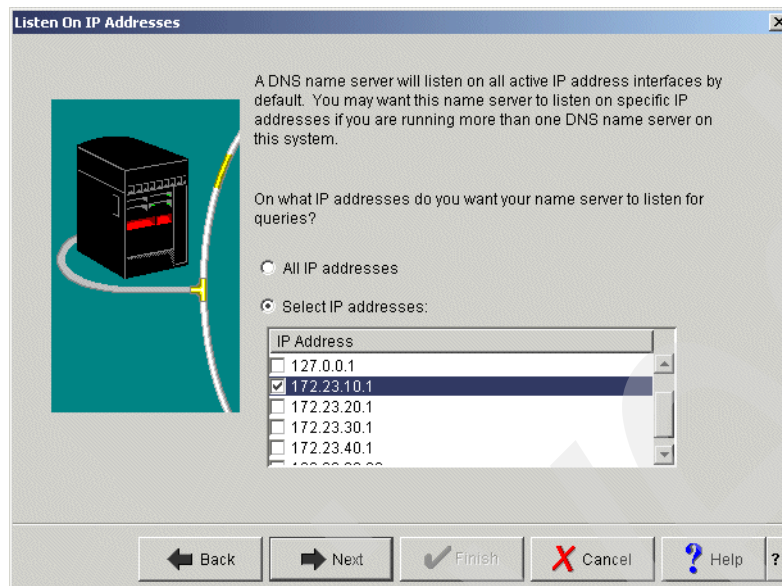 Listen On IP Addresses
A DNS name server will listen on all active IP address interfaces by
default. You may want this name server to listen on specific IP
addresses if you are running more than one DNS name server on
this system.
On what IP addresses do you want your name server to listen for
queries?
All IP addresses
Select IP addresses:
IP Address
127.0.0.1
172.23.10.1
172.23.20.1
172.23.30.1
172.23.40.1
Back
Next
Finish
Cancel
? Help
?